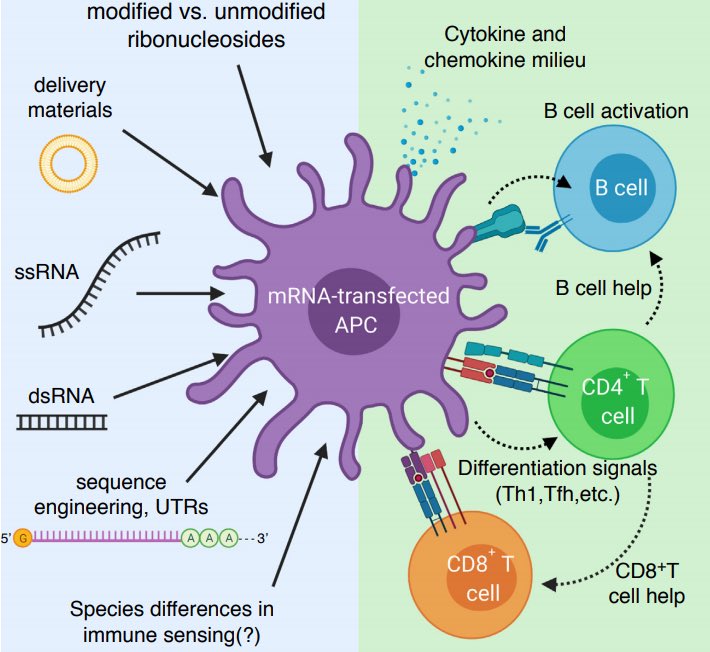 modified vs. unmodified
ribonucleosides
delivery
materials
ssRNA
dsRNA
sequence
engineering, UTRs
5' G A A A --- 3'
Species differences in
immune sensing(?)
mRNA-transfected
APC
Cytokine and
chemokine milieu
B cell activation
B cell
B cell help
CD4+ T
cell
Differentiation signals
(Th1,Tfh,etc.)
CD8+ T
cell
CD8+T
cell help